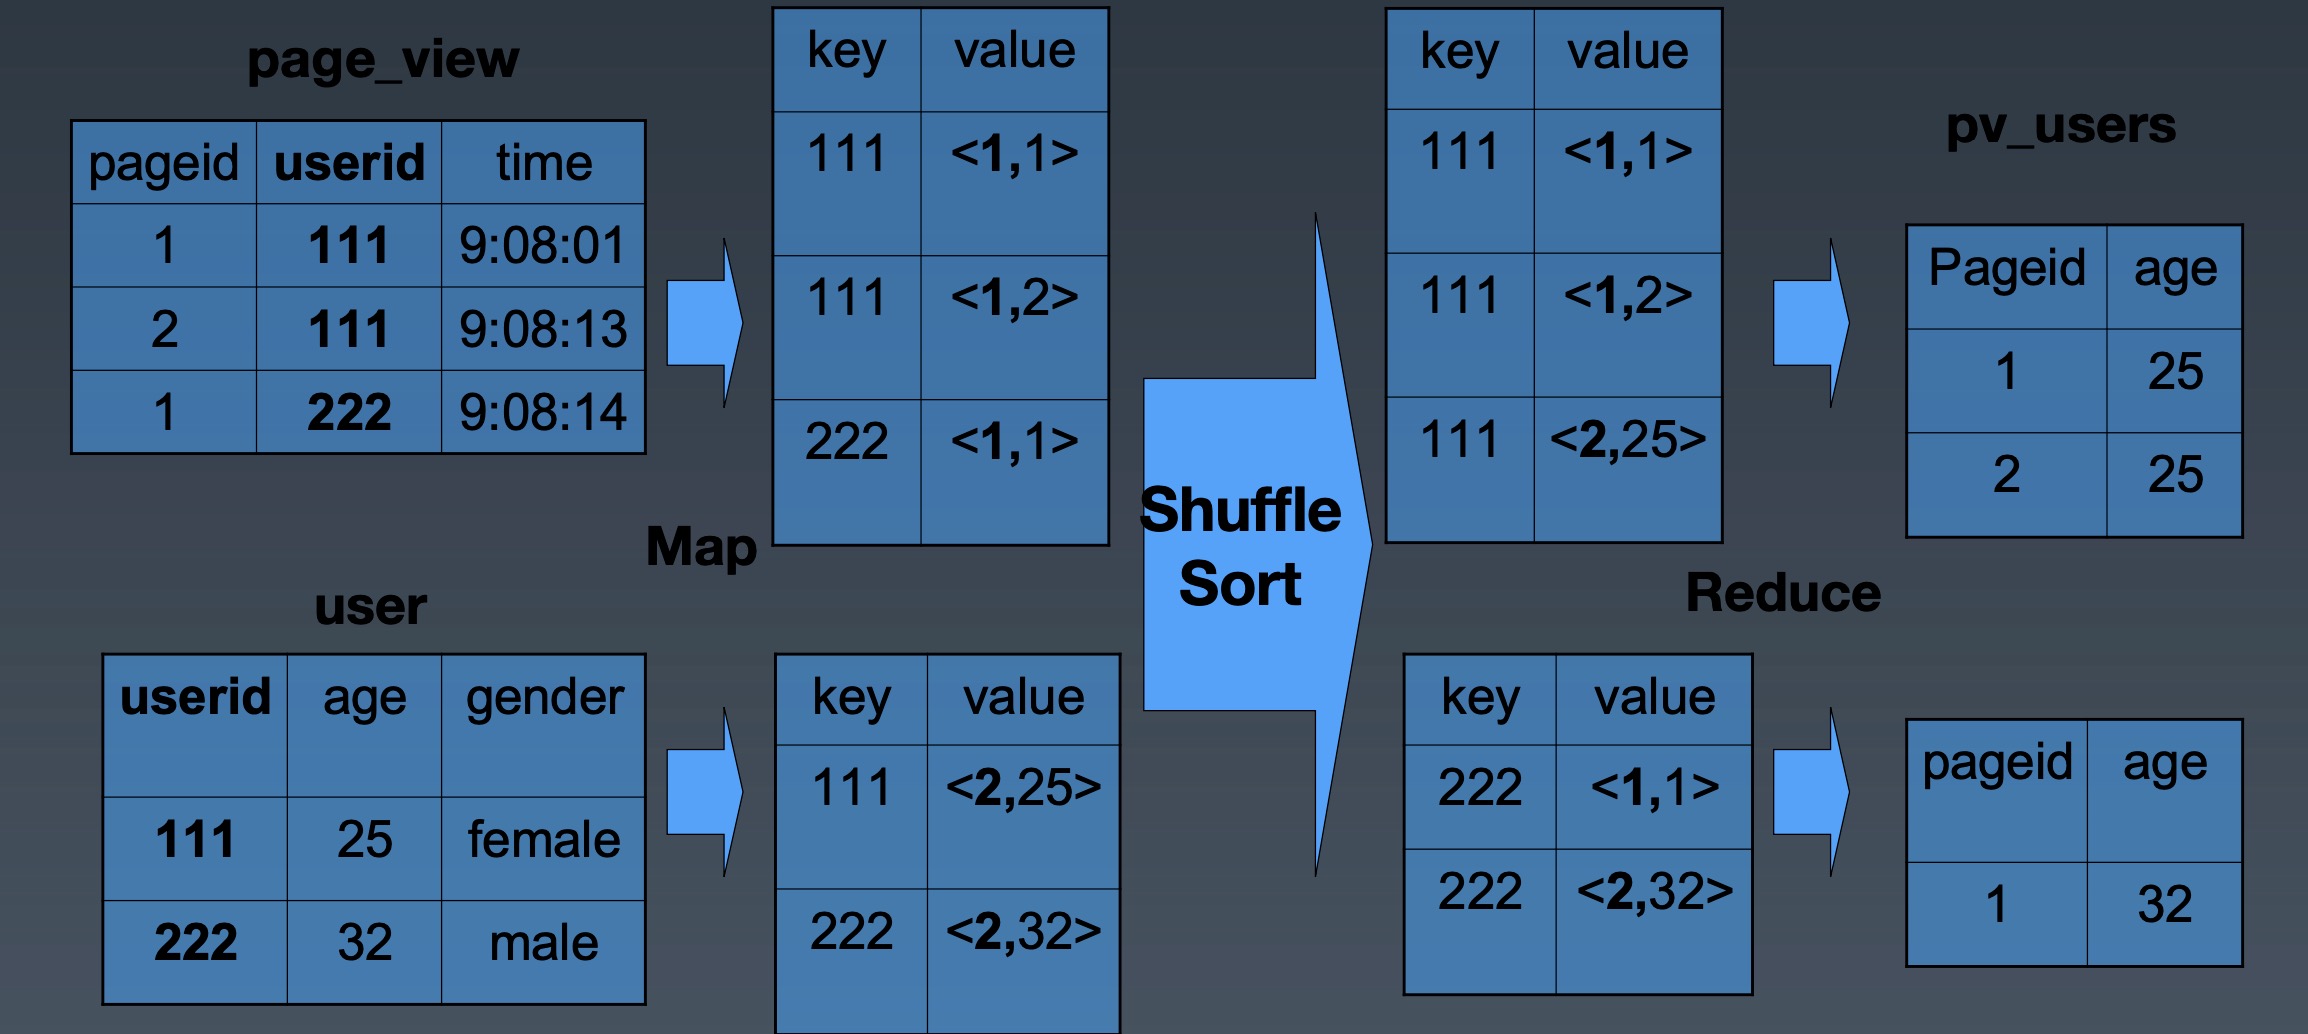 page_view
pageid userid time
1 111 9:08:01
2 111 9:08:13
1 222 9:08:14
user
userid age gender
111 25 female
222 32 male
Map
key value
111 <1,1>
111 <1,2>
222 <1,1>
key value
111 <2,25>
222 <2,32>
Shuffle
Sort
key value
111 <1,1>
111 <1,2>
111 <2,25>
key value
222 <1,1>
222 <2,32>
Reduce
pv_users
Pageid age
1 25
2 25
pageid age
1 32